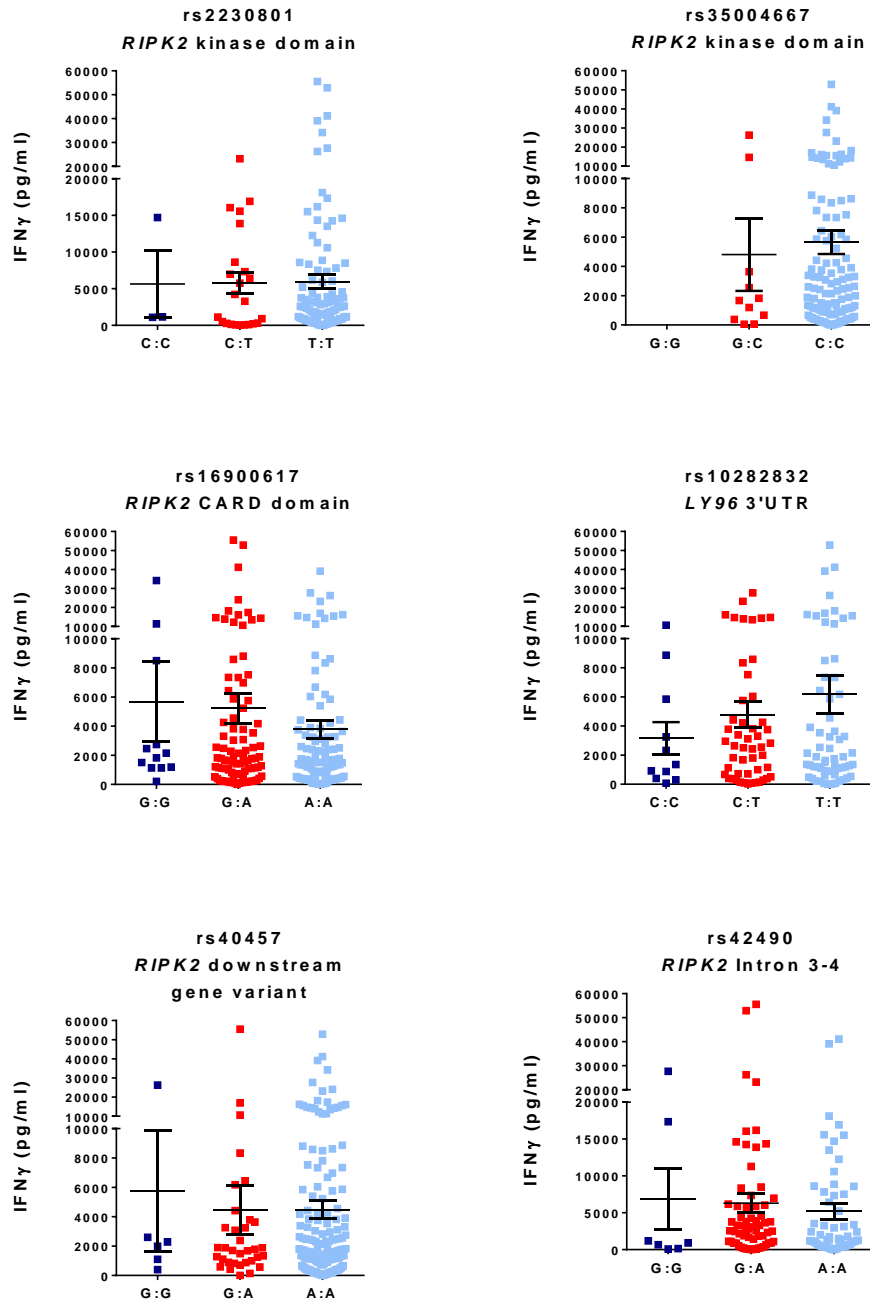 rs2230801
RIPK2 kinase domain
IFNγ (pg/ml)
60000
50000
40000
30000
20000
20000
15000
10000
5000
0
C:C C:T T:T
rs35004667
RIPK2 kinase domain
IFNγ (pg/ml)
60000
50000
40000
30000
20000
10000
10000
8000
6000
4000
2000
0
G:G G:C C:C
rs16900617
RIPK2 CARD domain
IFNγ (pg/ml)
60000
50000
40000
30000
20000
10000
10000
8000
6000
4000
2000
0
G:G G:A A:A
rs10282832
LY96 3'UTR
IFNγ (pg/ml)
60000
50000
40000
30000
20000
10000
10000
8000
6000
4000
2000
0
C:C C:T T:T
rs40457
RIPK2 downstream
gene variant
IFNγ (pg/ml)
60000
50000
40000
30000
20000
10000
10000
8000
6000
4000
2000
0
G:G G:A A:A
rs42490
RIPK2 Intron 3-4
IFNγ (pg/ml)
60000
50000
40000
30000
20000
20000
15000
10000
5000
0
G:G G:A A:A